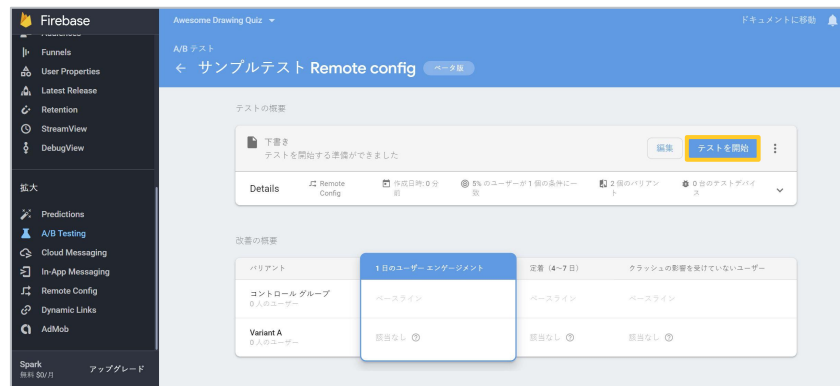 Firebase
Funnels
User Properties
Latest Release
Retention
StreamView
DebugView
拡大
Predictions
A/B Testing
Cloud Messaging
In-App Messaging
Remote Config
Dynamic Links
AdMob
Spark
無料 $0/月
アップグレード
Awesome Drawing Quiz
ドキュメントに移動
A/B テスト
← サンプルテスト Remote config ベータ版
テストの概要
下書き
テストを開始する準備ができました
編集
テストを開始
Details
Remote
Config
作成日時: 0 分
前
5% のユーザーが 1 個の条件に一
致
2 個のバリアン
ト
0 台のテストデバイ
ス
改善の概要
バリアント 1 日のユーザー エンゲージメント 定着（4~7 日） クラッシュの影響を受けていないユーザー
コントロール グループ
0 人のユーザー
ベースライン ベースライン ベースライン
Variant A
0 人のユーザー
該当なし 該当なし 該当なし